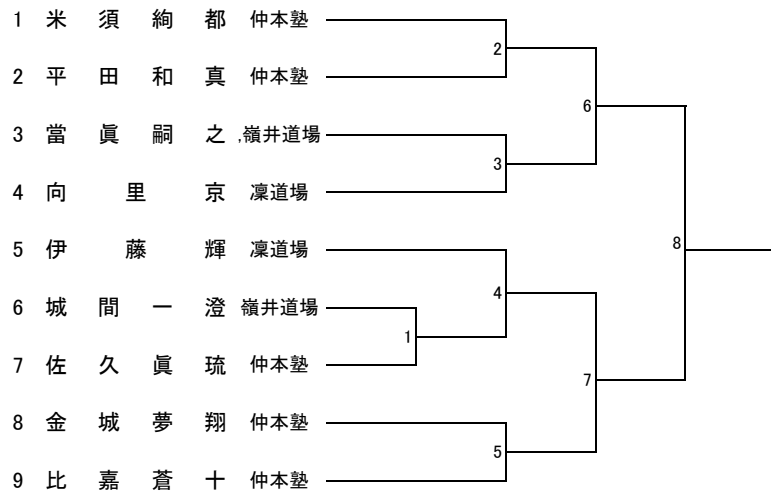 1 米須絢都 仲本塾
2 平田和真 仲本塾
3 當眞嗣之 ,嶺井道場
4 向里京 凜道場
5 伊藤輝 凜道場
6 城間一澄 嶺井道場
7 佐久眞琉 仲本塾
8 金城夢翔 仲本塾
9 比嘉蒼十 仲本塾
2
3
6
1
4
5
7
8